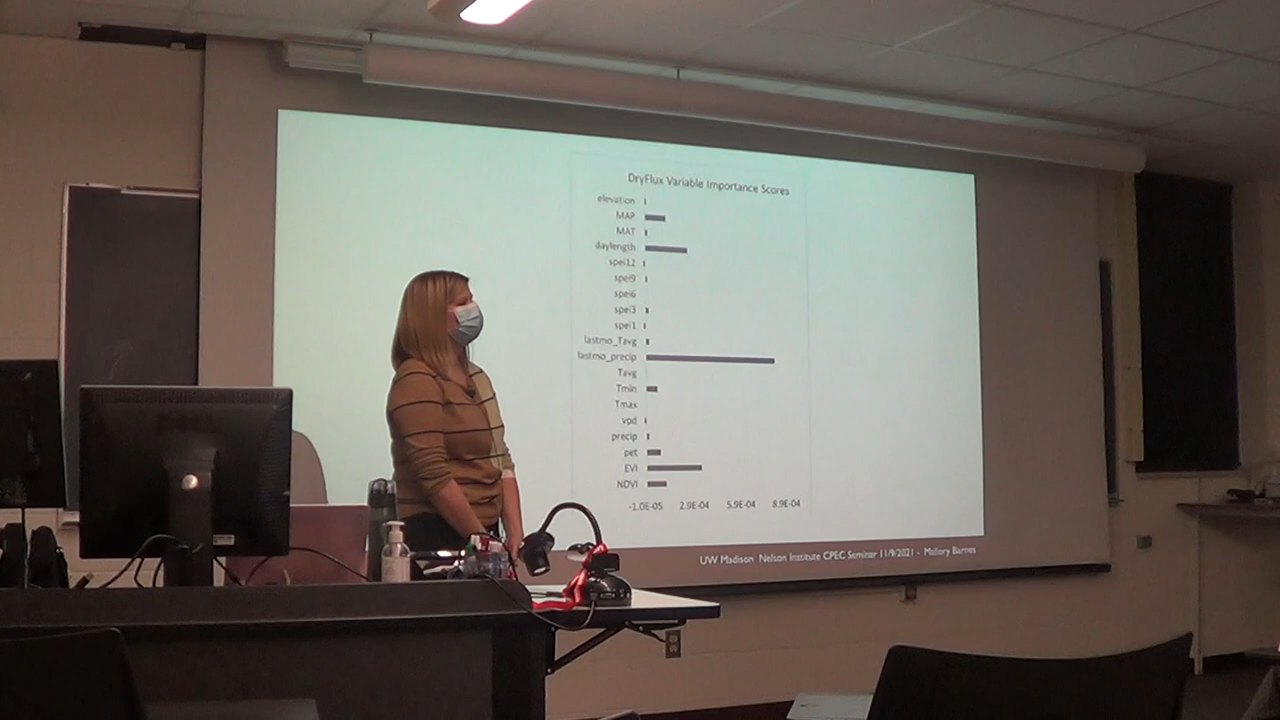 DryFlux Variable Importance Scores
elevation
MAP
MAT
daylength
spei12
spei9
spei6
spei3
spei1
lastmo_Tavg
lastmo_precip
Tavg
Tmin
Tmax
vpd
precip
pet
EVI
NDVI
-1.0E-05 2.9E-04 5.9E-04 8.9E-04
UW Madison Nelson Institute CPEC Seminar 11/9/2021 - Mallory Barnes